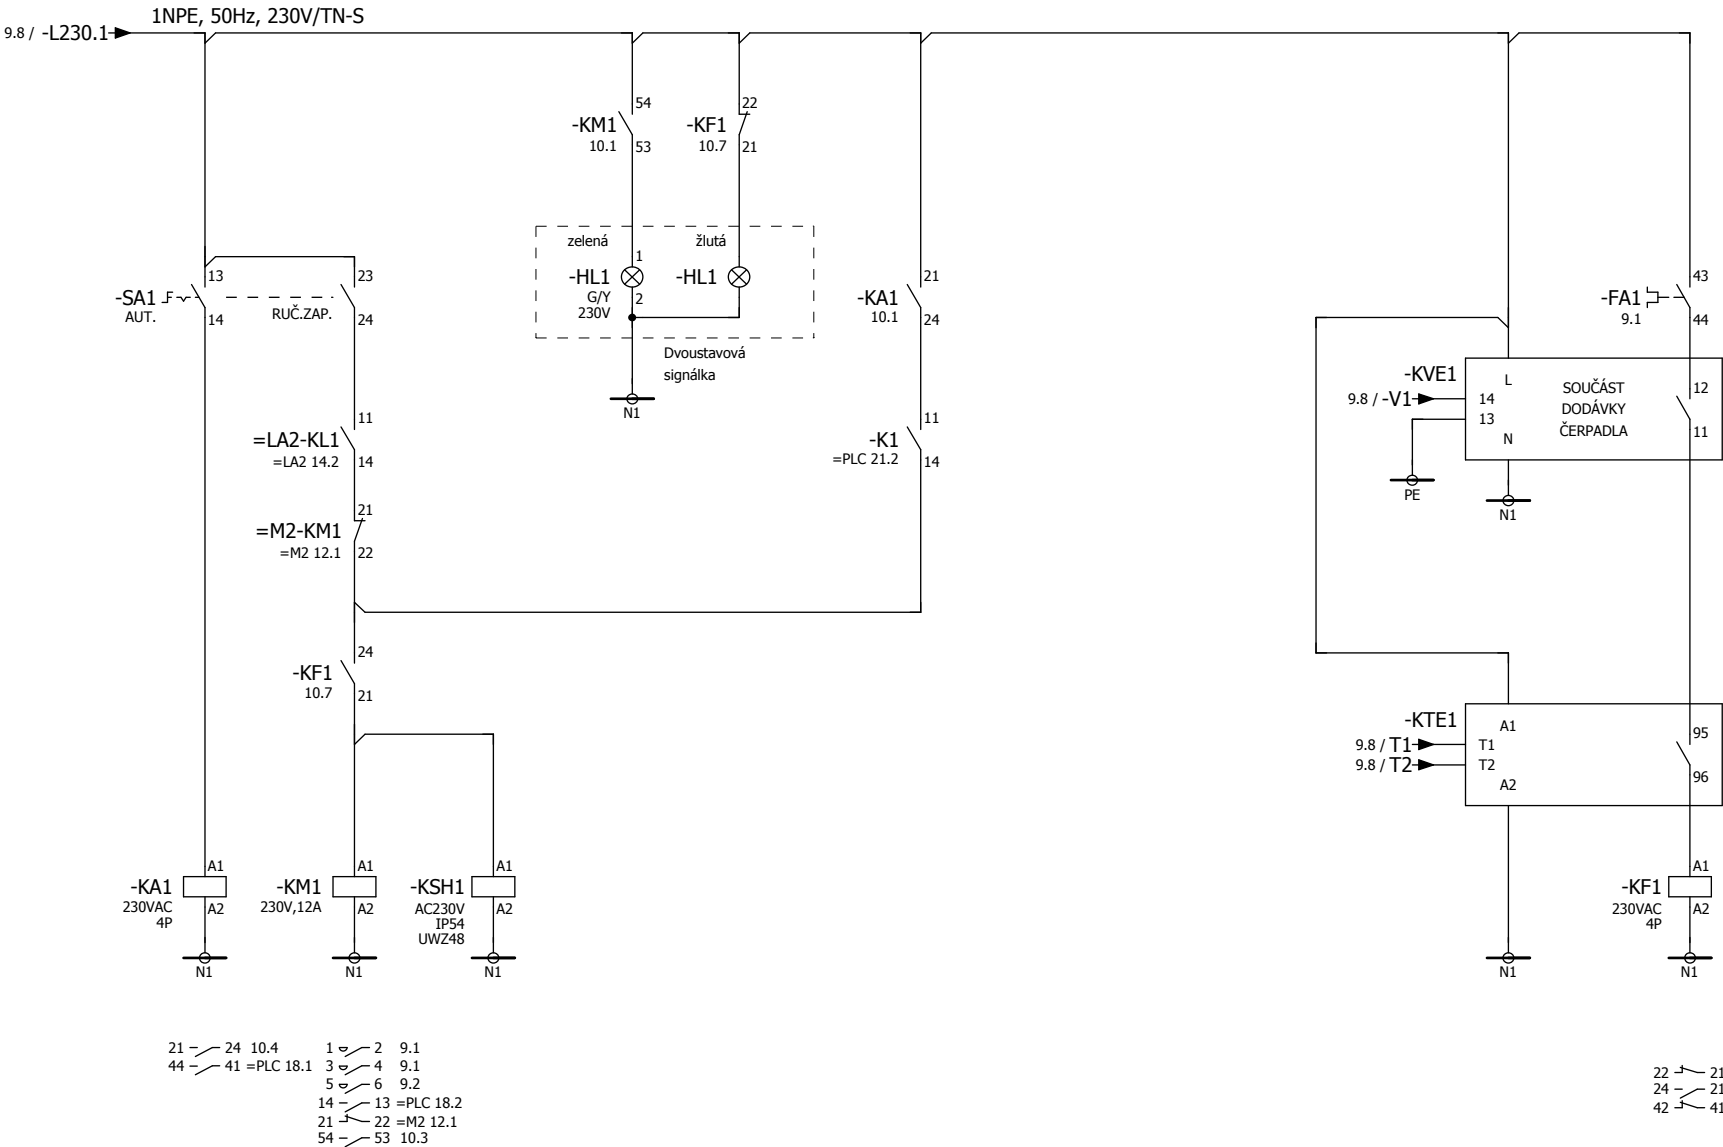 1NPE, 50Hz, 230V/TN-S
9.8 / -L230.1
54
-KM1
10.1
53
22
-KF1
10.7
21
zelená
žlutá
1
-HL1
G/Y
2
230V
-HL1
Dvoustavová
signálka
N1
13
-SA1
AUT.
14
23
RUČ.ZAP.
24
21
-KA1
10.1
24
43
-FA1
9.1
44
11
=LA2-KL1
=LA2 14.2
14
11
-K1
=PLC 21.2
14
-KVE1
L
9.8 / -V1
14
13
N
SOUČÁST
DODÁVKY
ČERPADLA
12
11
PE
N1
21
=M2-KM1
=M2 12.1
22
24
-KF1
10.7
21
-KTE1
A1
9.8 / T1
T1
9.8 / T2
T2
A2
95
96
A1
-KA1
230VAC
4P
A2
N1
A1
-KM1
230V,12A
A2
N1
A1
-KSH1
AC230V
IP54
UWZ48
A2
N1
N1
A1
-KF1
230VAC
4P
A2
N1
21 24 10.4
44 41 =PLC 18.1
1 2 9.1
3 4 9.1
5 6 9.2
14 13 =PLC 18.2
21 22 =M2 12.1
54 53 10.3
22 21
24 21
42 41